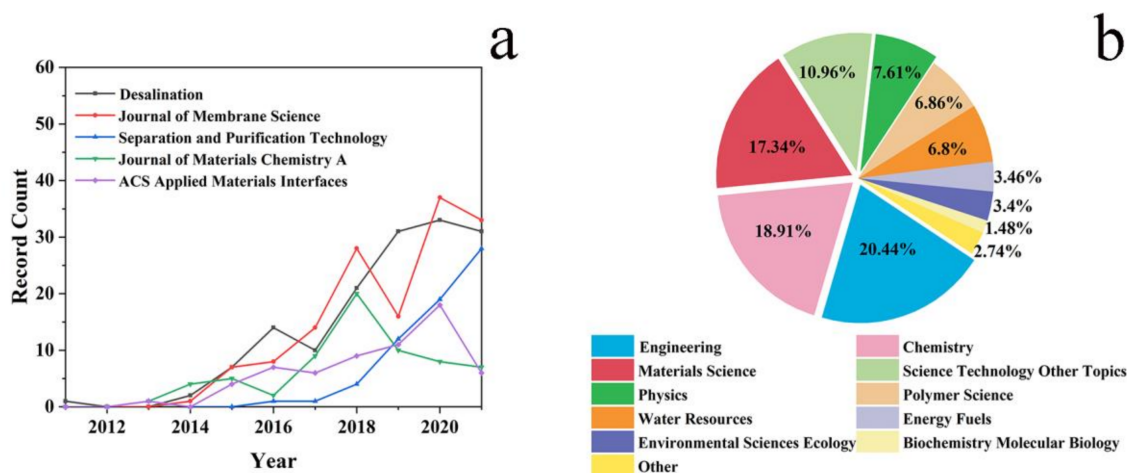 a
60
50
40
30
20
10
0
Record Count
Desalination
Journal of Membrane Science
Separation and Purification Technology
Journal of Materials Chemistry A
ACS Applied Materials Interfaces
2012 2014 2016 2018 2020
Year
b
10.96%
7.61%
6.86%
6.8%
3.46%
3.4%
1.48%
2.74%
20.44%
18.91%
17.34%
Engineering Chemistry
Materials Science Science Technology Other Topics
Physics Polymer Science
Water Resources Energy Fuels
Environmental Sciences Ecology Biochemistry Molecular Biology
Other